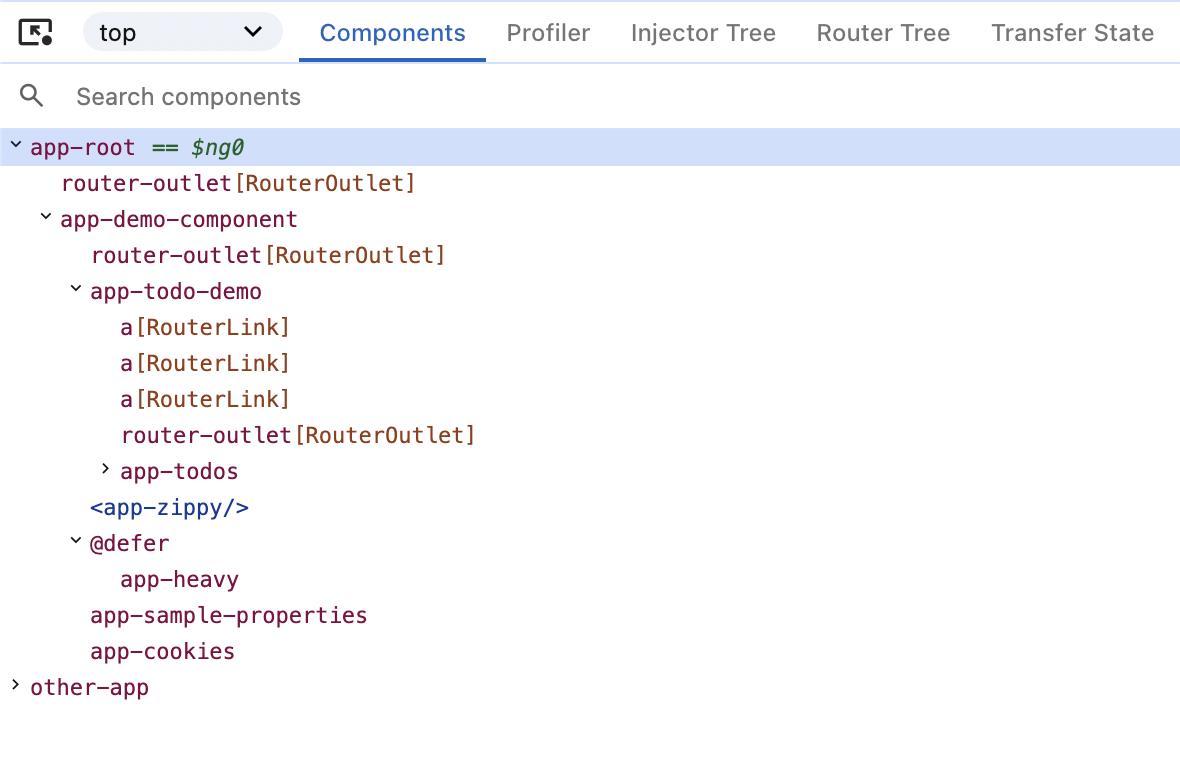 top Components Profiler Injector Tree Router Tree Transfer State
Search components
app-root == $ng0
router-outlet[RouterOutlet]
app-demo-component
router-outlet[RouterOutlet]
app-todo-demo
a[RouterLink]
a[RouterLink]
a[RouterLink]
router-outlet[RouterOutlet]
app-todos
<app-zippy/>
@defer
app-heavy
app-sample-properties
app-cookies
other-app